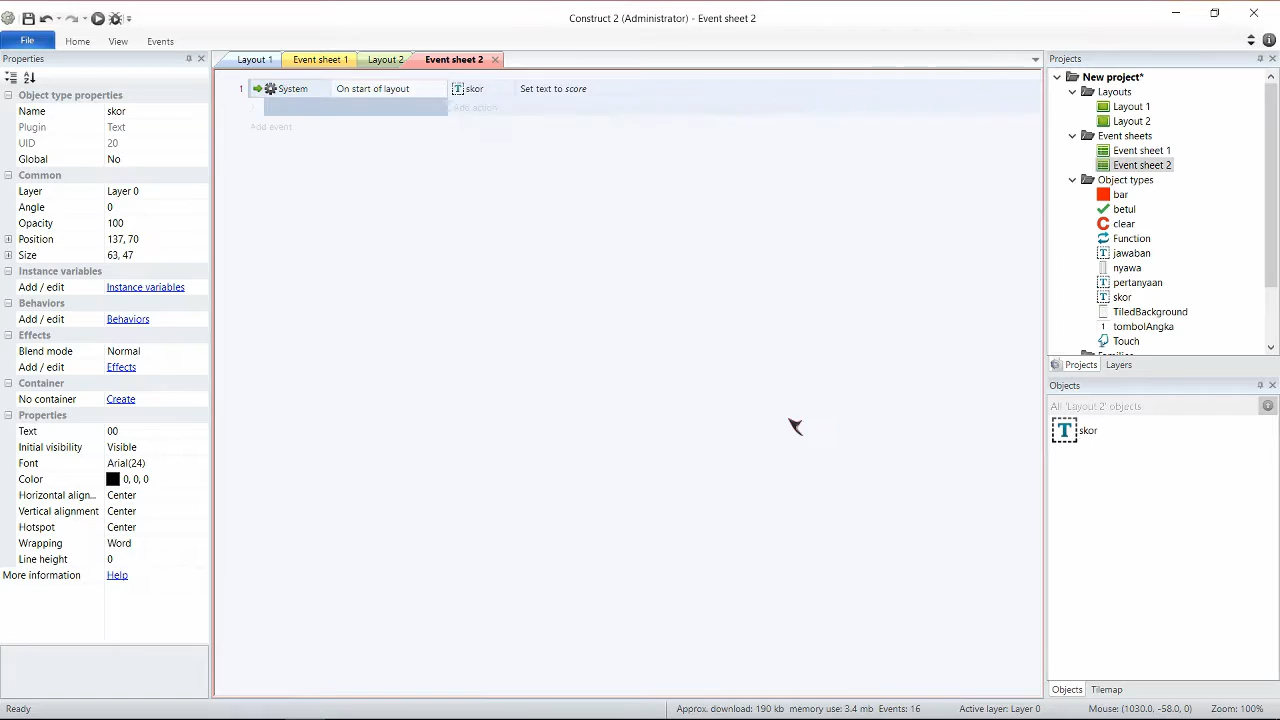 Construct 2 (Administrator) - Event sheet 2
File
Home
View
Events
Properties
Object type properties
Name skor
Plugin Text
UID 20
Global No
Common
Layer Layer 0
Angle 0
Opacity 100
Position 137, 70
Size 63, 47
Instance variables
Add / edit Instance variables
Behaviors
Add / edit Behaviors
Effects
Blend mode Normal
Add / edit Effects
Container
No container Create
Properties
Text 00
Initial visibility Visible
Font Arial(24)
Color 0, 0, 0
Horizontal align... Center
Vertical alignment Center
Hotspot Center
Wrapping Word
Line height 0
More information Help
Layout 1
Event sheet 1
Layout 2
Event sheet 2
1 System On start of layout T skor Set text to score
Add action
Add event
Projects
New project*
Layouts
Layout 1
Layout 2
Event sheets
Event sheet 1
Event sheet 2
Object types
bar
betul
C clear
Function
T jawaban
nyawa
T pertanyaan
T skor
TiledBackground
1 tombolAngka
Touch
Projects
Layers
Objects
All 'Layout 2' objects
T skor
Objects
Tilemap
Ready
Approx. download: 190 kb memory use: 3.4 mb Events: 16 Active layer: Layer 0 Mouse: (1030.0, -58.0, 0) Zoom: 100%